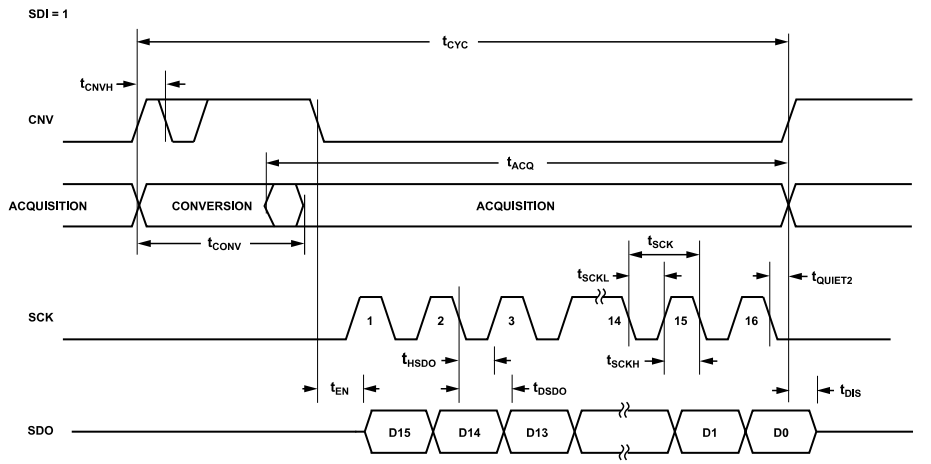 SDI = 1
tCYC
tCNVH
CNV
tACQ
ACQUISITION CONVERSION ACQUISITION
tCONV
tSCK
tSCKL
tQUIET2
SCK 1 2 3 14 15 16
tHSDO
tSCKH
tEN tDSDO tDIS
SDO D15 D14 D13 D1 D0